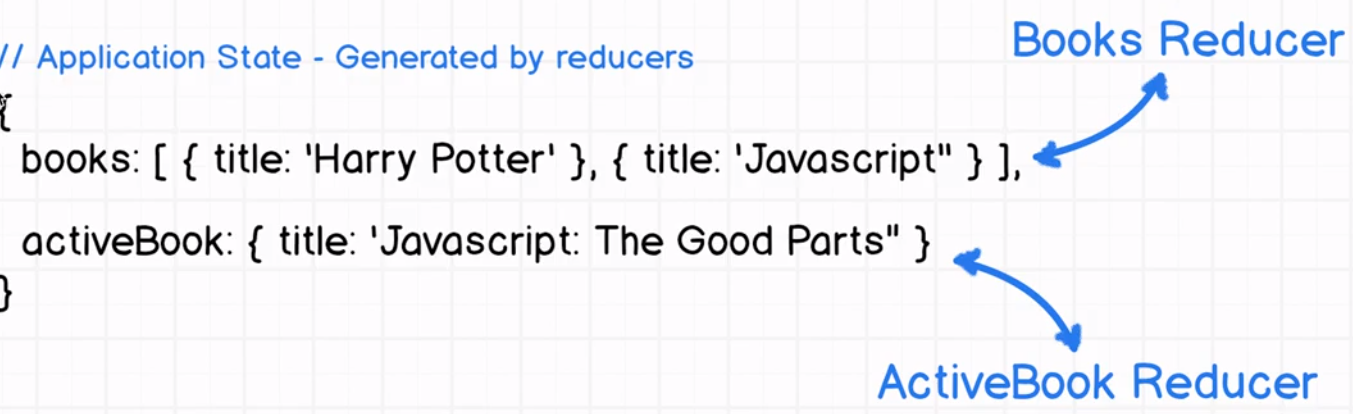 Books Reducer
// Application State - Generated by reducers
{
books: [ { title: 'Harry Potter' }, { title: 'Javascript" } ],
activeBook: { title: 'Javascript: The Good Parts" }
}
ActiveBook Reducer